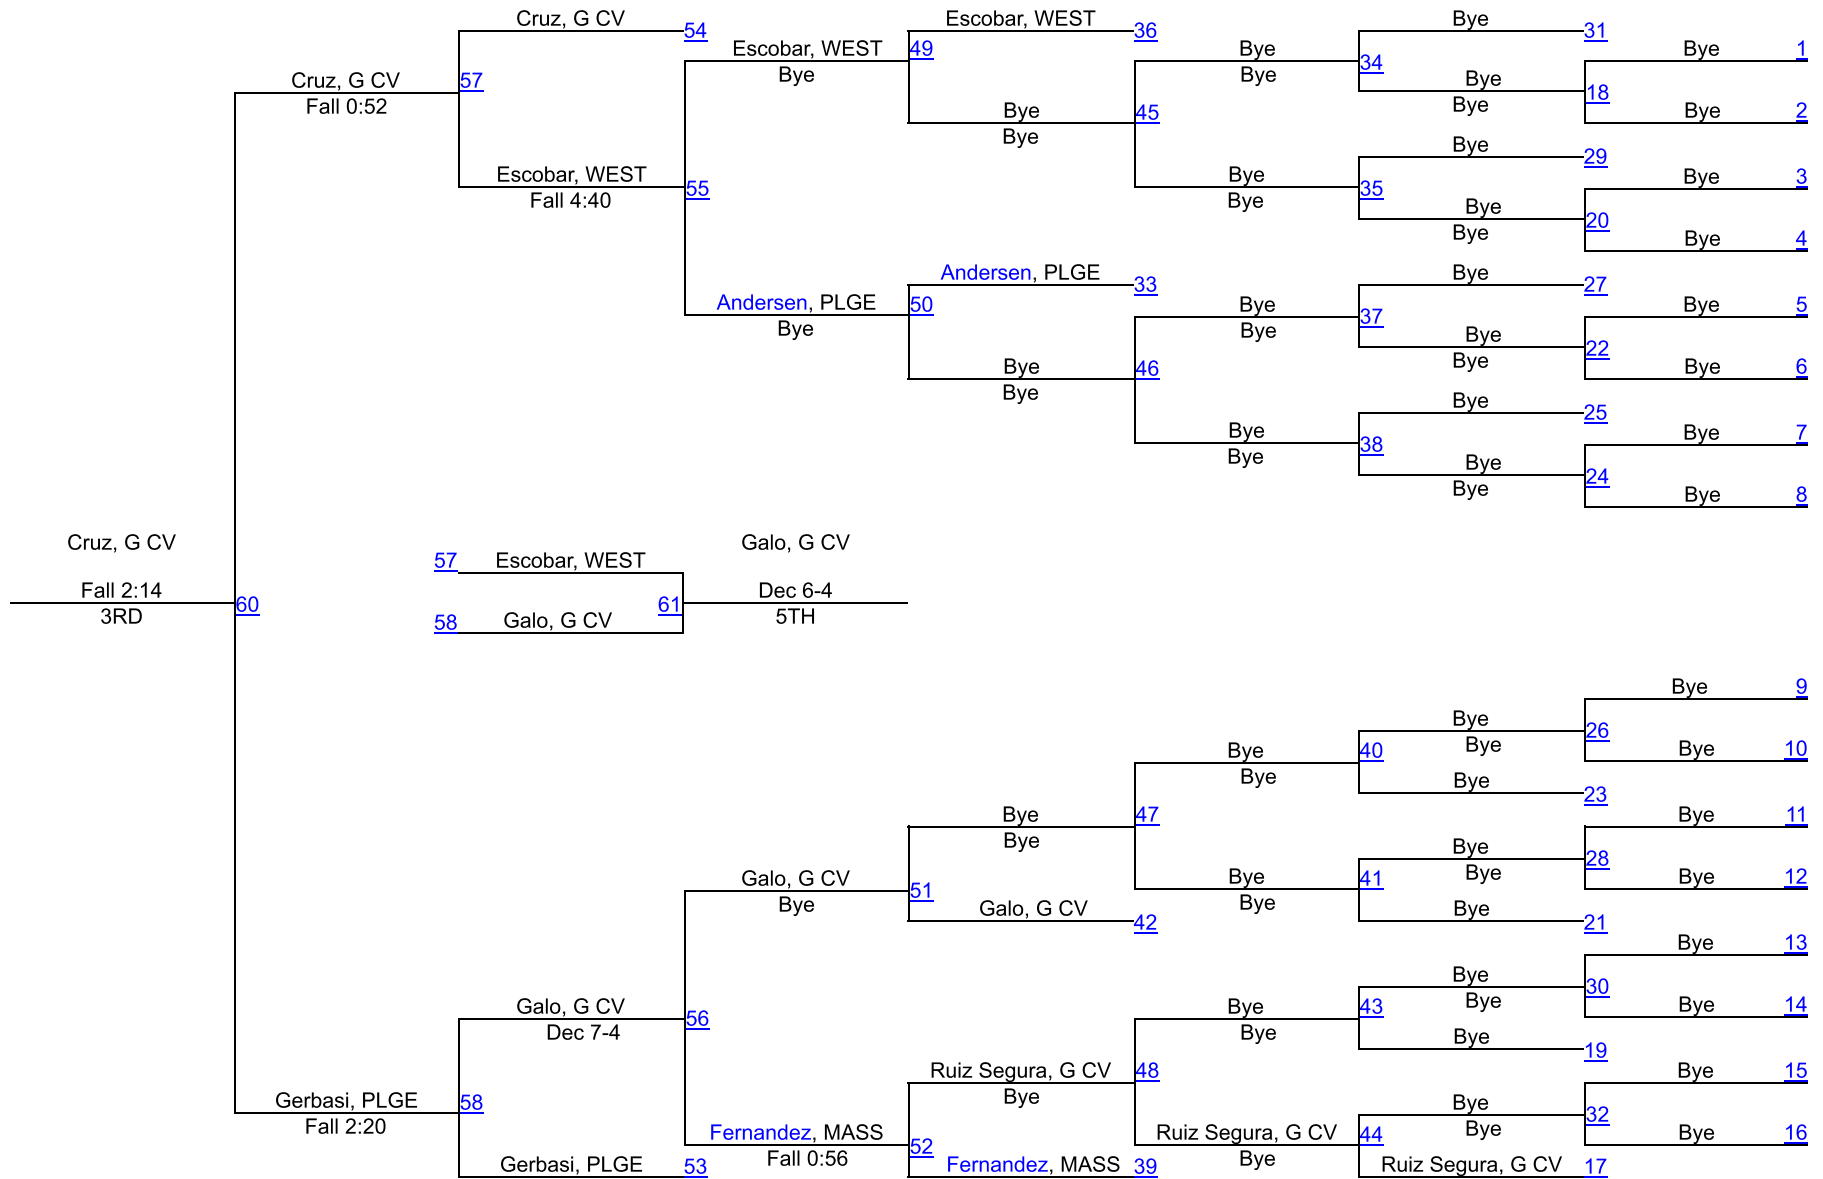 Cruz, G CV
54
Escobar, WEST
36
Bye
31
Escobar, WEST
49
Bye
Bye
1
Bye
Bye
34
Cruz, G CV
57
Bye
18
Fall 0:52
Bye
Bye
45
Bye
2
Bye
Bye
29
Escobar, WEST
55
Bye
35
Bye
3
Fall 4:40
Bye
Bye
20
Bye
Bye
4
Andersen, PLGE
33
Bye
27
Andersen, PLGE
50
Bye
37
Bye
5
Bye
Bye
Bye
22
Bye
Bye
46
Bye
6
Bye
Bye
25
Bye
38
Bye
7
Bye
Bye
24
Bye
Bye
8
Cruz, G CV
Galo, G CV
57
Escobar, WEST
Fall 2:14
60
61
Dec 6-4
3RD
58
Galo, G CV
5TH
Bye
9
Bye
26
Bye
40
Bye
Bye
10
Bye
Bye
23
Bye
47
Bye
11
Bye
Bye
28
Galo, G CV
51
Bye
41
Bye
Bye
12
Bye
Bye
Galo, G CV
42
Bye
21
Bye
13
Bye
30
Galo, G CV
56
Bye
43
Bye
Bye
14
Dec 7-4
Bye
Bye
19
Ruiz Segura, G CV
48
Bye
15
Gerbasi, PLGE
58
Bye
Bye
32
Fall 2:20
Fernandez, MASS
52
Ruiz Segura, G CV
44
Bye
Bye
16
Fall 0:56
Bye
Gerbasi, PLGE
53
Fernandez, MASS
39
Ruiz Segura, G CV
17